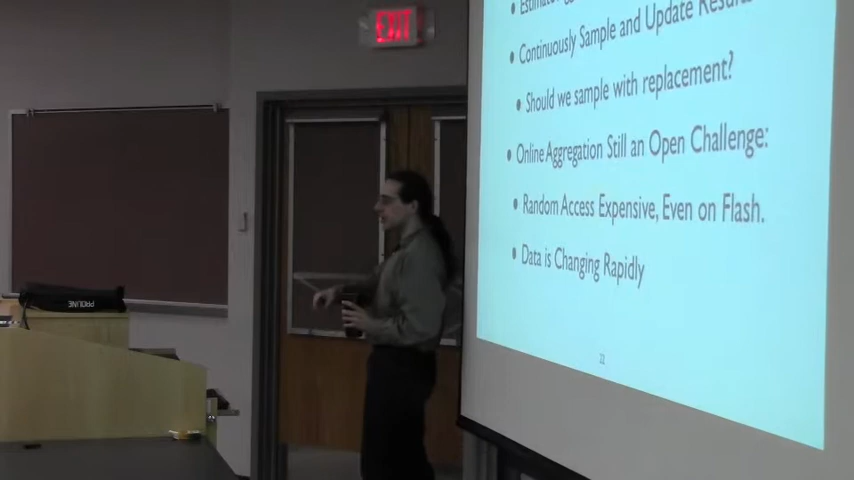 EXIT
Continuously Sample and Update Results
Should we sample with replacement?
Online Aggregation Still an Open Challenge:
Random Access Expensive, Even on Flash.
Data is Changing Rapidly
PROLINE